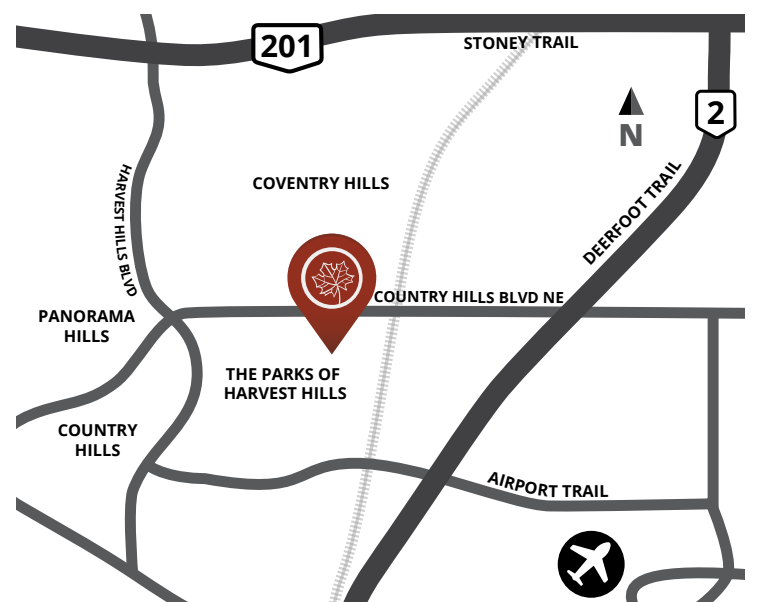 201
STONEY TRAIL
2
N
COVENTRY HILLS
HARVEST HILLS BLVD
DEERFOOT TRAIL
COUNTRY HILLS BLVD NE
PANORAMA
HILLS
THE PARKS OF
HARVEST HILLS
COUNTRY
HILLS
AIRPORT TRAIL